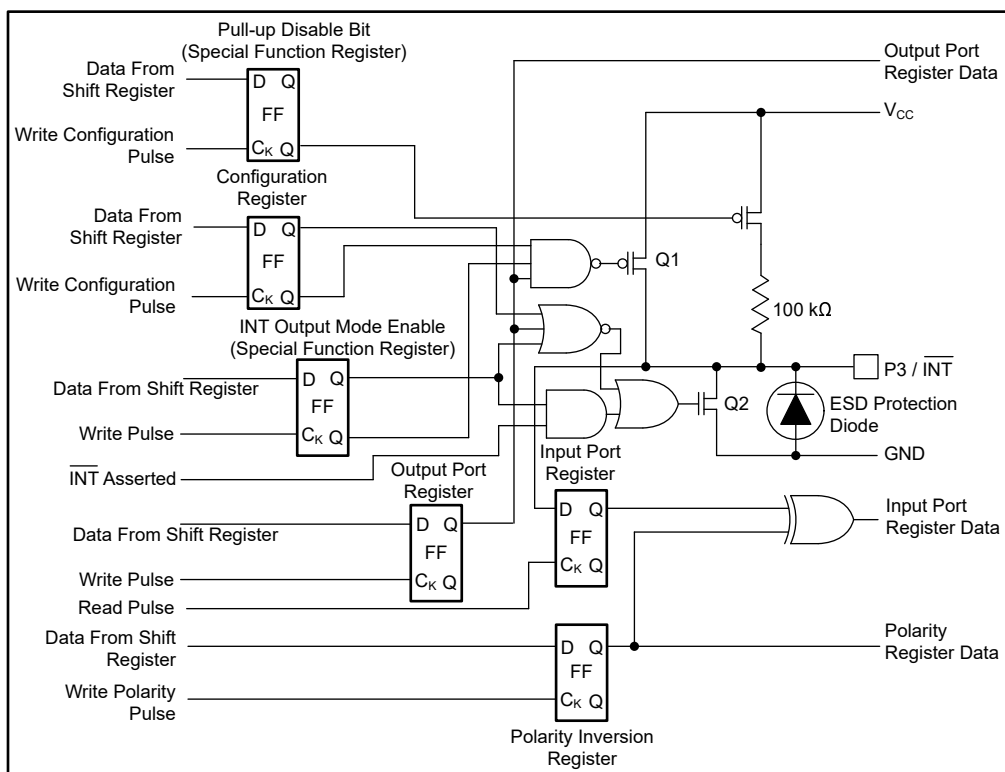 Pull-up Disable Bit
(Special Function Register)
Data From
Shift Register
D Q
FF
CK Q
Write Configuration
Pulse
Output Port
Register Data
VCC
Configuration
Register
Data From
Shift Register
D Q
FF
CK Q
Write Configuration
Pulse
Q1
100 kΩ
INT Output Mode Enable
(Special Function Register)
Data From Shift Register
D Q
FF
CK Q
Write Pulse
P3 / INT
Q2
ESD Protection
Diode
GND
INT Asserted
Output Port
Register
Input Port
Register
Data From Shift Register
D Q
FF
CK Q
Write Pulse
D Q
FF
CK Q
Read Pulse
Input Port
Register Data
Data From Shift
Register
D Q
FF
CK Q
Polarity
Register Data
Write Polarity
Pulse
Polarity Inversion
Register